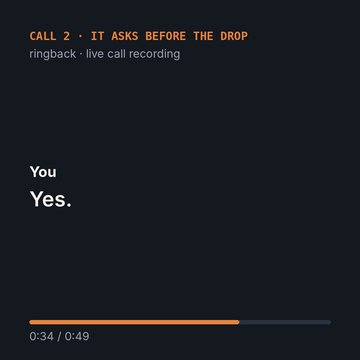 CALL 2 · IT ASKS BEFORE THE DROP
ringback · live call recording
You
Yes.
0:34 / 0:49